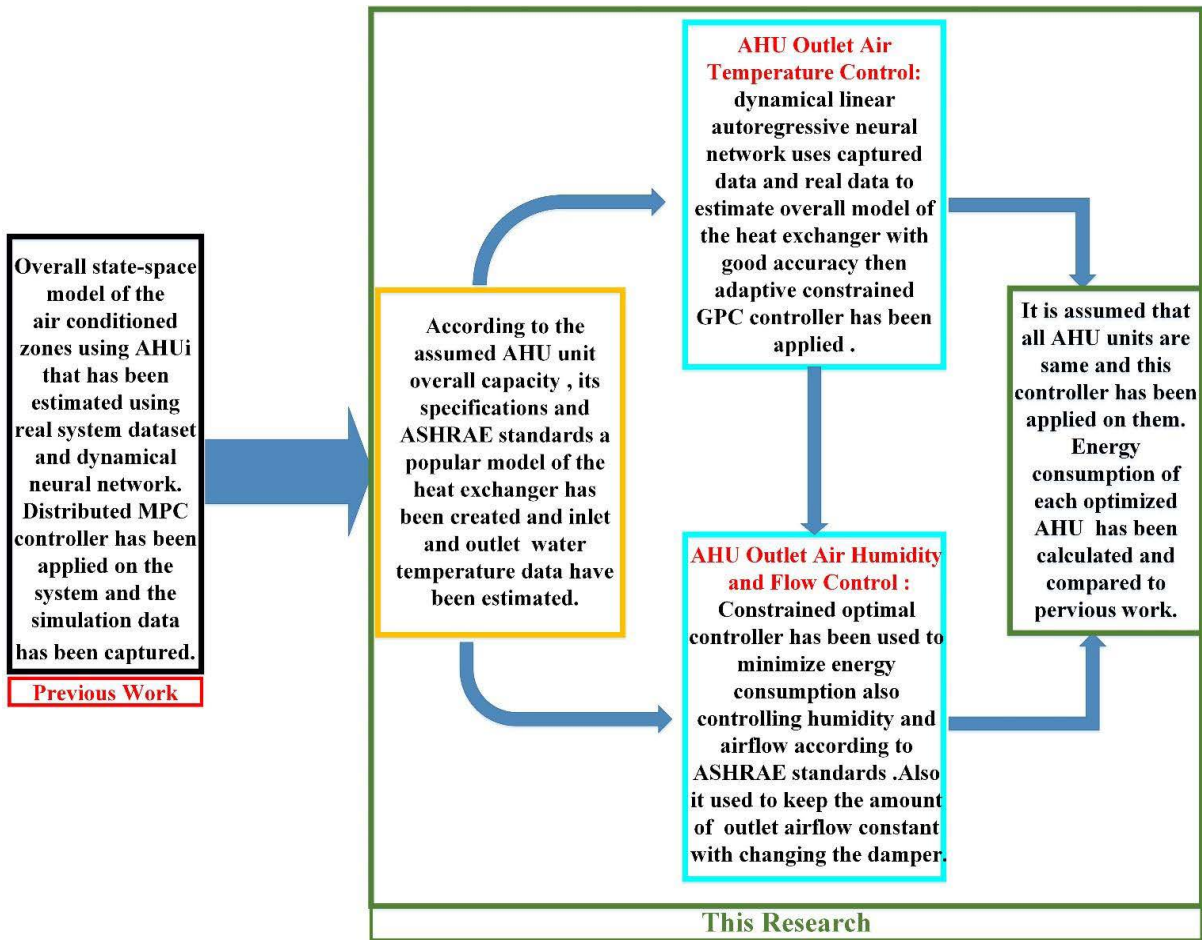 Overall state-space
model of the
air conditioned
zones using AHUi
that has been
estimated using
real system dataset
and dynamical
neural network.
Distributed MPC
controller has been
applied on the
system and the
simulation data
has been captured.
Previous Work
According to the
assumed AHU unit
overall capacity , its
specifications and
ASHRAE standards a
popular model of the
heat exchanger has
been created and inlet
and outlet water
temperature data have
been estimated.
AHU Outlet Air
Temperature Control:
dynamical linear
autoregressive neural
network uses captured
data and real data to
estimate overall model of
the heat exchanger with
good accuracy then
adaptive constrained
GPC controller has been
applied .
AHU Outlet Air Humidity
and Flow Control :
Constrained optimal
controller has been used to
minimize energy
consumption also
controlling humidity and
airflow according to
ASHRAE standards .Also
it used to keep the amount
of outlet airflow constant
with changing the damper.
It is assumed that
all AHU units are
same and this
controller has been
applied on them.
Energy
consumption of
each optimized
AHU has been
calculated and
compared to
pervious work.
This Research